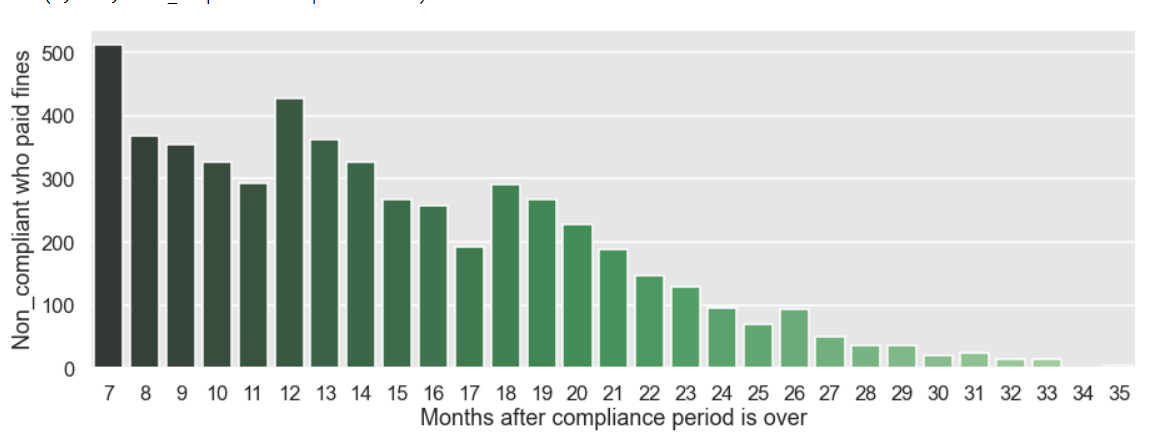 500
400
300
200
100
0
Non_compliant who paid fines
7 8 9 10 11 12 13 14 15 16 17 18 19 20 21 22 23 24 25 26 27 28 29 30 31 32 33 34 35
Months after compliance period is over